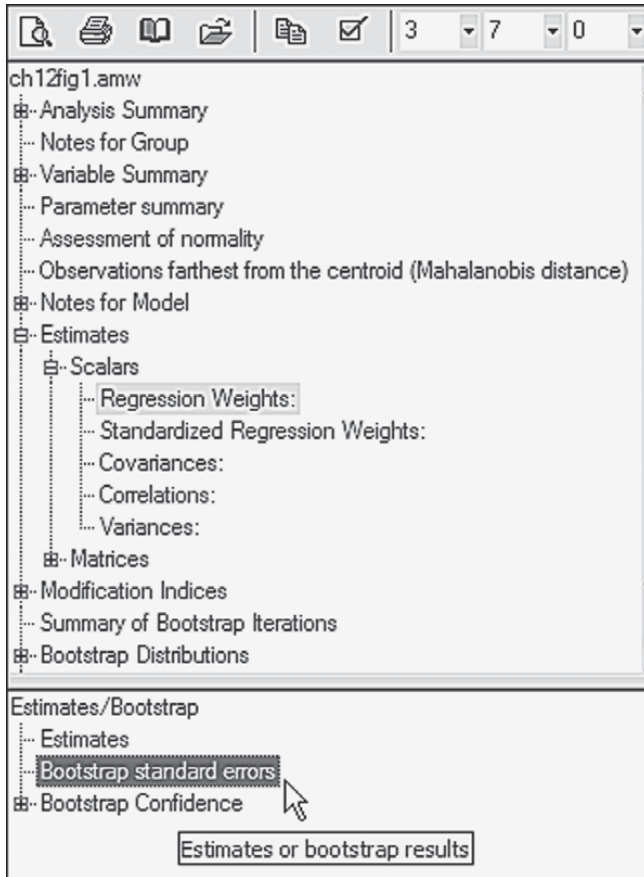 3 7 0
ch12fig1.amw
Analysis Summary
Notes for Group
Variable Summary
Parameter summary
Assessment of normality
Observations farthest from the centroid (Mahalanobis distance)
Notes for Model
Estimates
Scalars
Regression Weights:
Standardized Regression Weights:
Covariances:
Correlations:
Variances:
Matrices
Modification Indices
Summary of Bootstrap Iterations
Bootstrap Distributions
Estimates/Bootstrap
Estimates
Bootstrap standard errors
Bootstrap Confidence
Estimates or bootstrap results